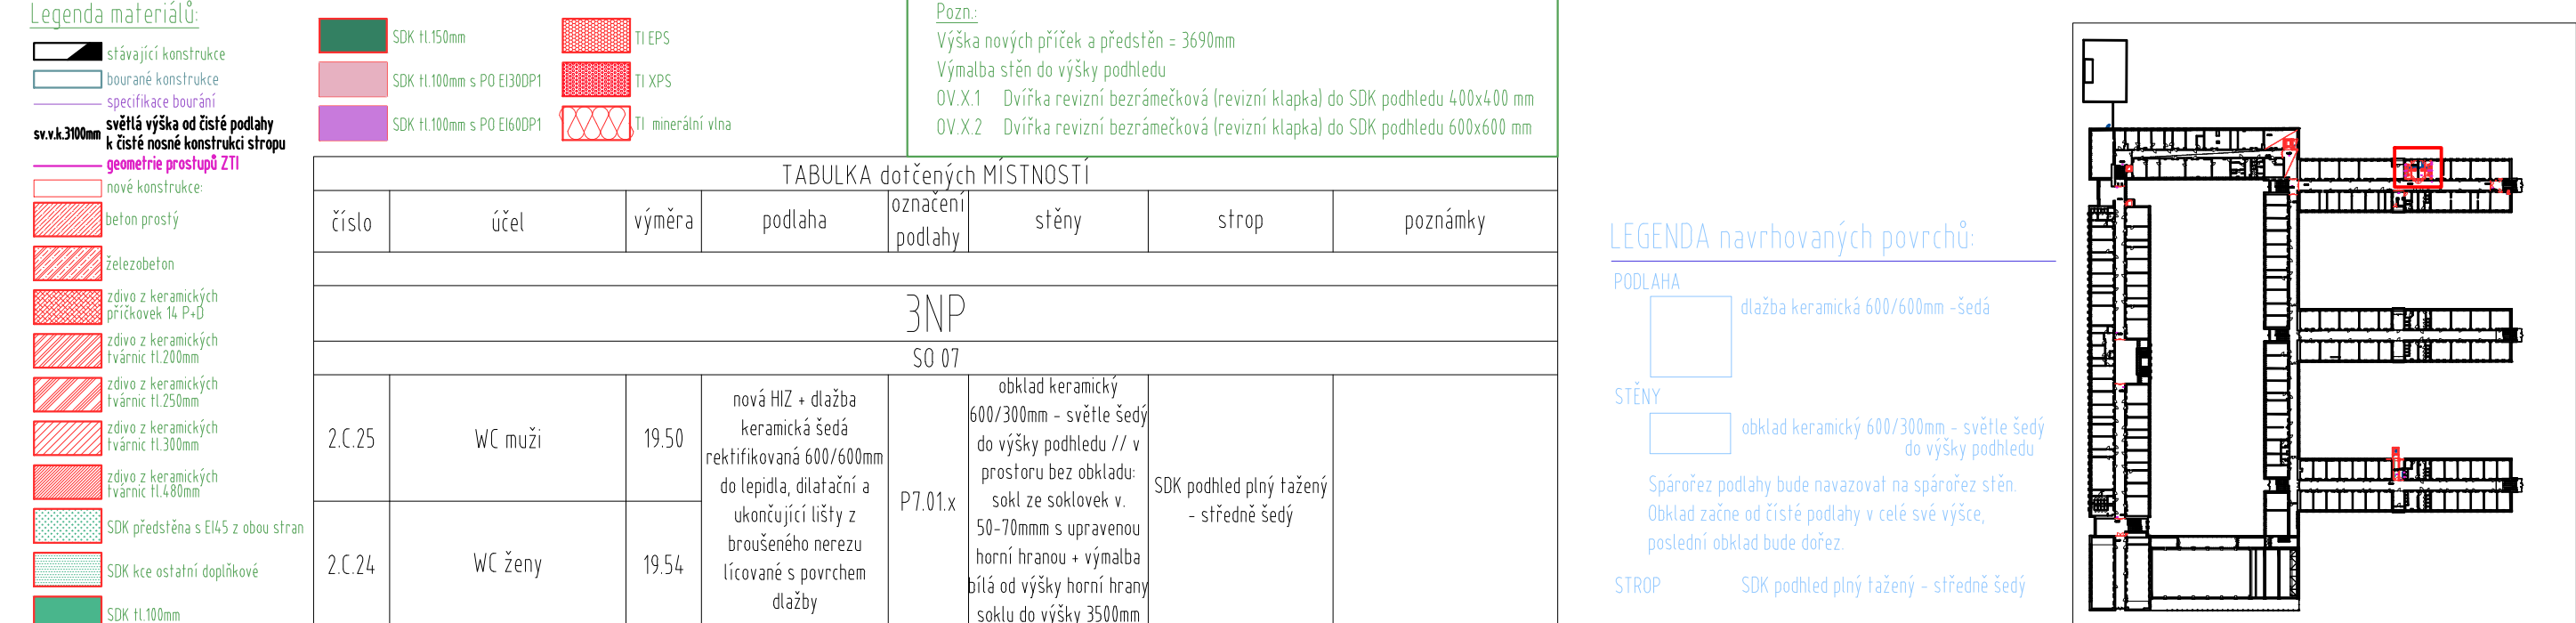 Legenda materiálů:
stávající konstrukce
bourané konstrukce
specifikace bourání
sv.v.k.3100mm světlá výška od čisté podlahy
k čisté nosné konstrukci stropu
geometrie prostupů ZTI
nové konstrukce:
beton prostý
železobeton
zdivo z keramických
příčkovek 14 P+D
zdivo z keramických
tvárnic tl.200mm
zdivo z keramických
tvárnic tl.250mm
zdivo z keramických
tvárnic tl.300mm
zdivo z keramických
tvárnic tl.480mm
SDK předstěna s EI45 z obou stran
SDK kce ostatní doplňkové
SDK tl.100mm
SDK tl.150mm
SDK tl.100mm s PO EI30DP1
SDK tl.100mm s PO EI60DP1
TI EPS
TI XPS
TI minerální vlna
Pozn.:
Výška nových příček a předstěn = 3690mm
Výmalba stěn do výšky podhledu
OV.X.1 Dvířka revizní bezrámečková (revizní klapka) do SDK podhledu 400x400 mm
OV.X.2 Dvířka revizní bezrámečková (revizní klapka) do SDK podhledu 600x600 mm
TABULKA dotčených MÍSTNOSTÍ
číslo
účel
výměra
podlaha
označení
podlahy
stěny
strop
poznámky
3NP
SO 07
2.C.25
WC muži
19.50
2.C.24
WC ženy
19.54
nová HIZ + dlažba
keramická šedá
rektifikovaná 600/600mm
do lepidla, dilatační a
ukončující lišty z
broušeného nerezu
lícované s povrchem
dlažby
P7.01.x
obklad keramický
600/300mm - světle šedý
do výšky podhledu // v
prostoru bez obkladu:
sokl ze soklovek v.
50-70mmm s upravenou
horní hranou + výmalba
bílá od výšky horní hrany
soklu do výšky 3500mm
SDK podhled plný tažený
- středně šedý
LEGENDA navrhovaných povrchů:
PODLAHA
dlažba keramická 600/600mm -šedá
STĚNY
obklad keramický 600/300mm - světle šedý
do výšky podhledu
Spárořez podlahy bude navazovat na spárořez stěn.
Obklad začne od čisté podlahy v celé své výšce,
poslední obklad bude dořez.
STROP SDK podhled plný tažený - středně šedý